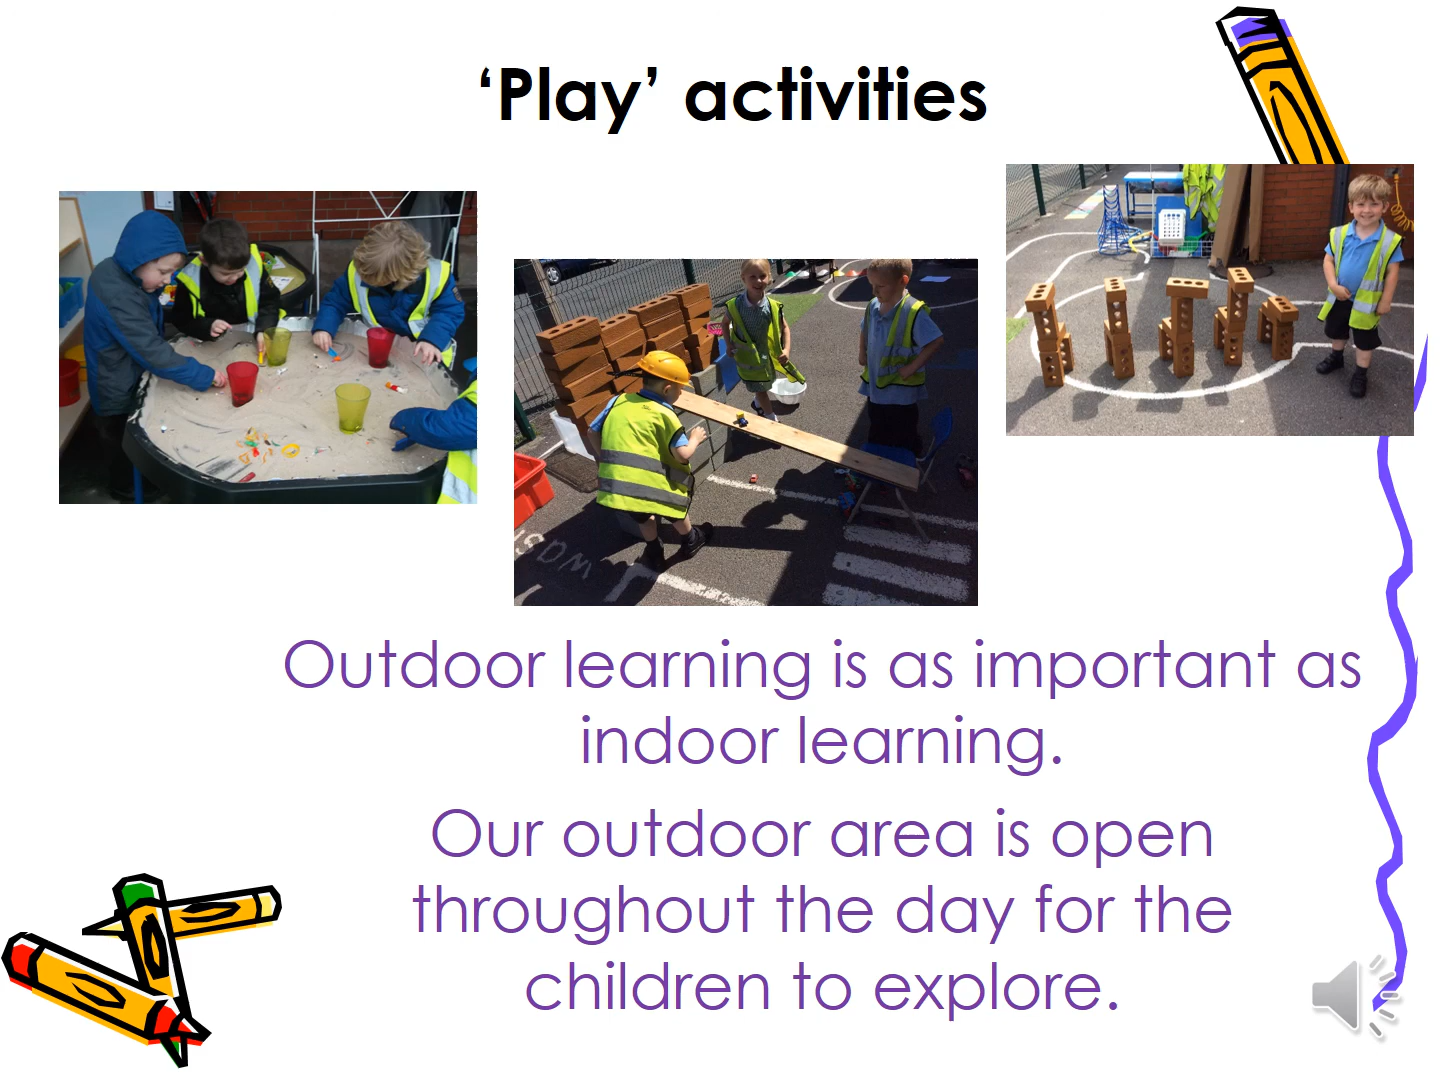 ‘Play’ activities
Outdoor learning is as important as
indoor learning.
Our outdoor area is open
throughout the day for the
children to explore.